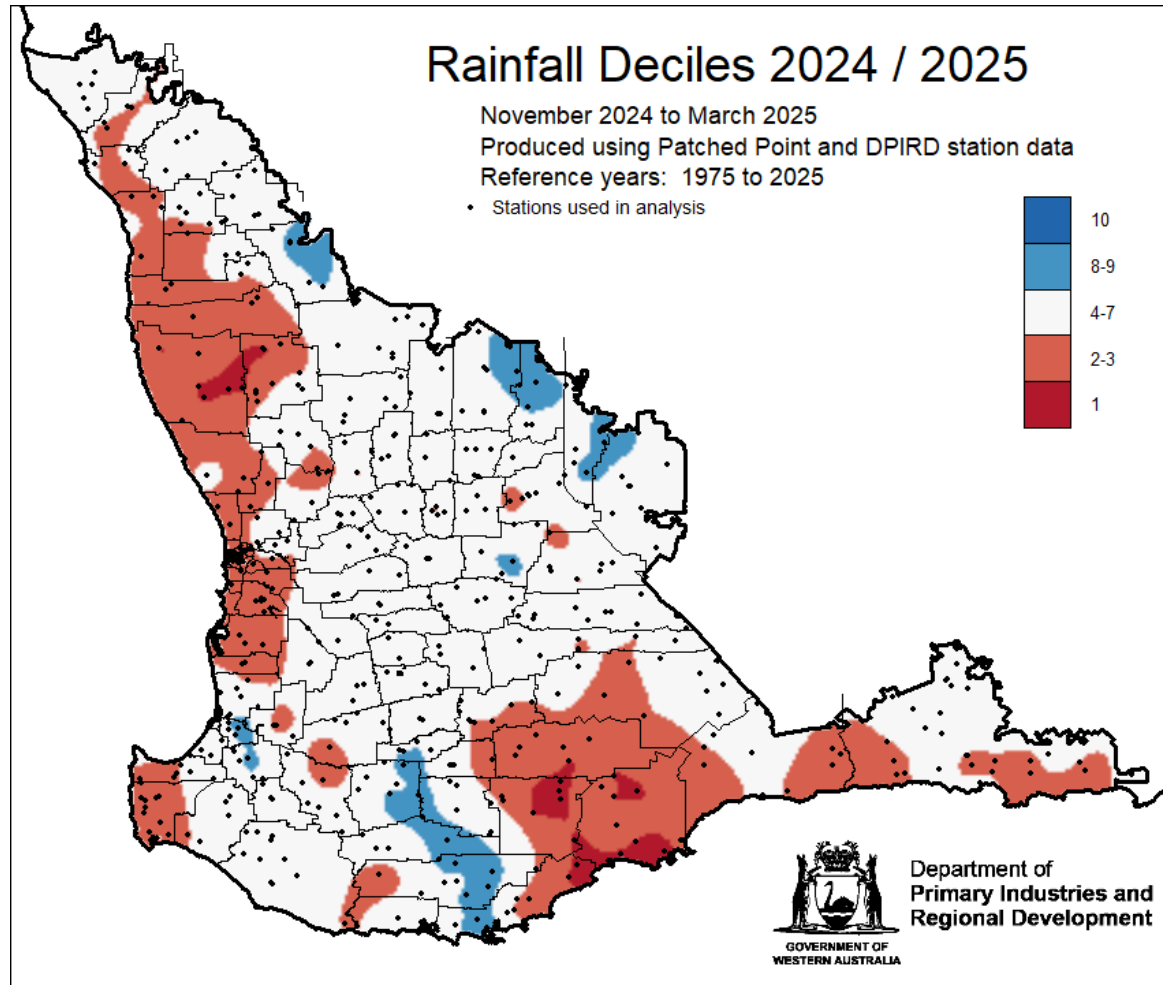 Rainfall Deciles 2024 / 2025
November 2024 to March 2025
Produced using Patched Point and DPIRD station data
Reference years: 1975 to 2025
Stations used in analysis
10
8-9
4-7
2-3
1
Department of
Primary Industries and
Regional Development
GOVERNMENT OF
WESTERN AUSTRALIA